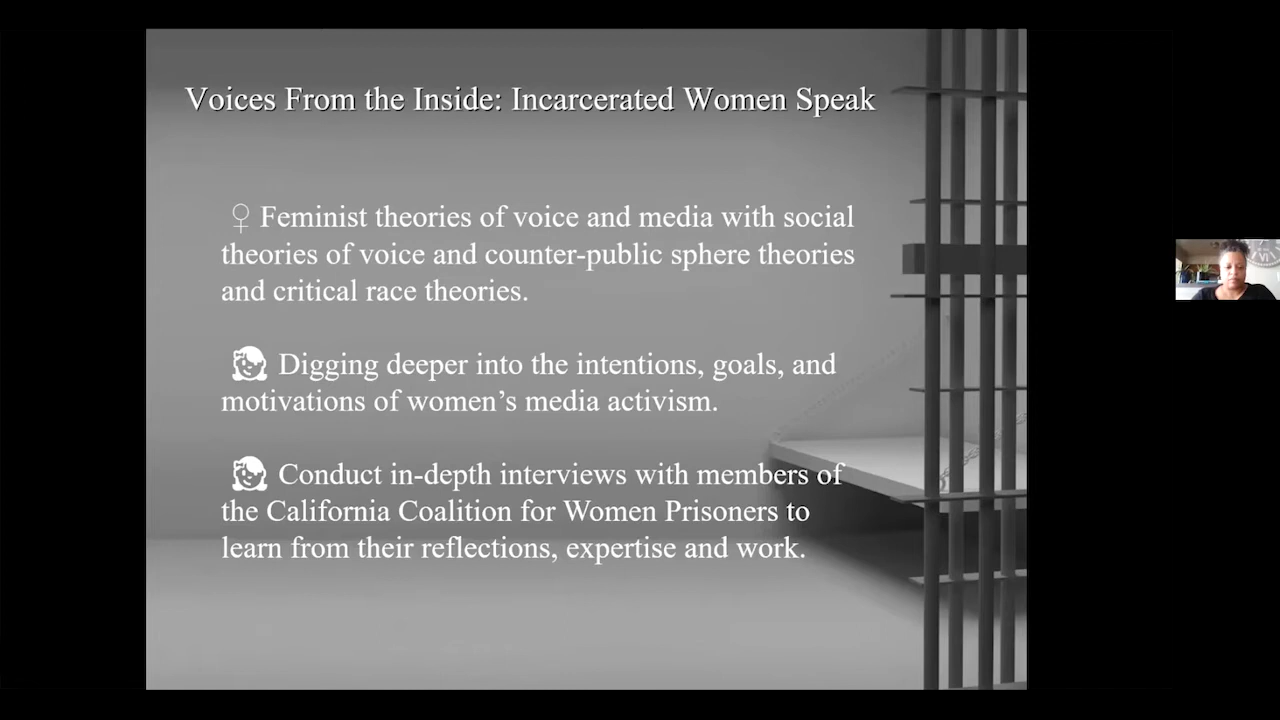 Voices From the Inside: Incarcerated Women Speak
♀ Feminist theories of voice and media with social
theories of voice and counter-public sphere theories
and critical race theories.
Digging deeper into the intentions, goals, and
motivations of women’s media activism.
Conduct in-depth interviews with members of
the California Coalition for Women Prisoners to
learn from their reflections, expertise and work.